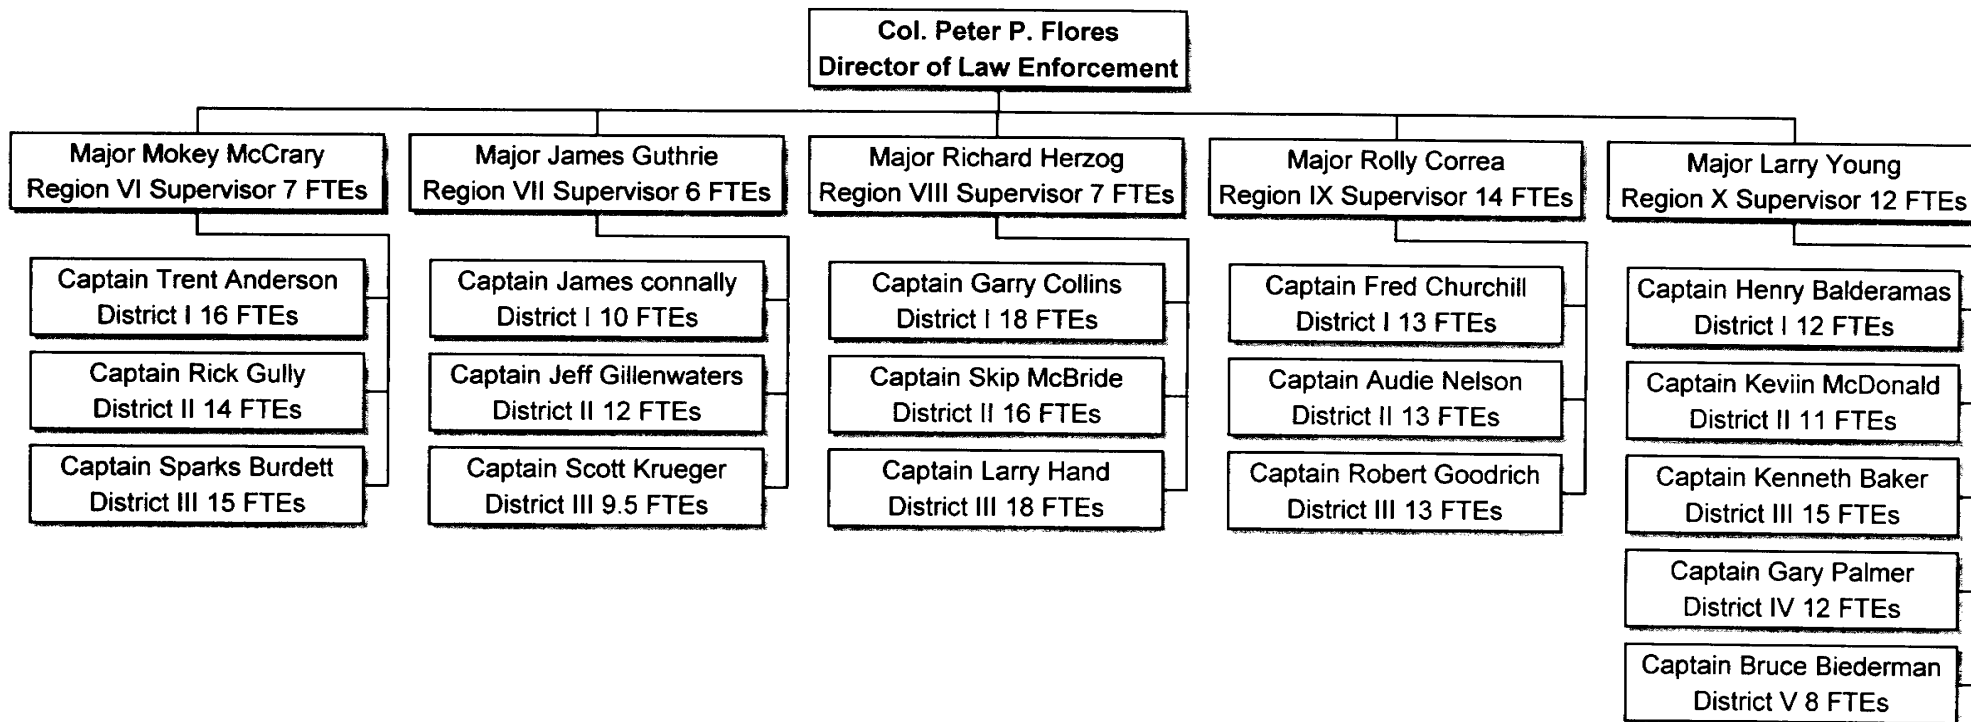 Col. Peter P. Flores
Director of Law Enforcement
Major Mokey McCrary
Region VI Supervisor 7 FTEs
Major James Guthrie
Region VII Supervisor 6 FTEs
Major Richard Herzog
Region VIII Supervisor 7 FTEs
Major Rolly Correa
Region IX Supervisor 14 FTEs
Major Larry Young
Region X Supervisor 12 FTEs
Captain Trent Anderson
District I 16 FTEs
Captain Rick Gully
District II 14 FTEs
Captain Sparks Burdett
District III 15 FTEs
Captain James connally
District I 10 FTEs
Captain Jeff Gillenwaters
District II 12 FTEs
Captain Scott Krueger
District III 9.5 FTEs
Captain Garry Collins
District I 18 FTEs
Captain Skip McBride
District II 16 FTEs
Captain Larry Hand
District III 18 FTEs
Captain Fred Churchill
District I 13 FTEs
Captain Audie Nelson
District II 13 FTEs
Captain Robert Goodrich
District III 13 FTEs
Captain Henry Balderamas
District I 12 FTEs
Captain Keviin McDonald
District II 11 FTEs
Captain Kenneth Baker
District III 15 FTEs
Captain Gary Palmer
District IV 12 FTEs
Captain Bruce Biederman
District V 8 FTEs